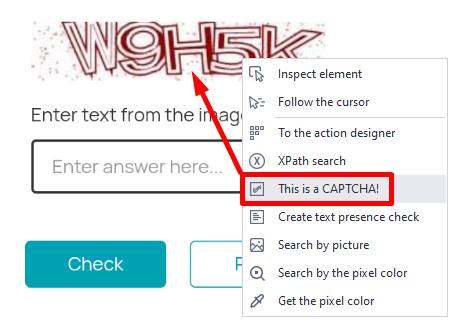 W9H5K
Inspect element
Follow the cursor
Enter text from the
To the action designer
XPath search
Enter answer here...
This is a CAPTCHA!
Create text presence check
Search by picture
Check
Search by the pixel color
Get the pixel color